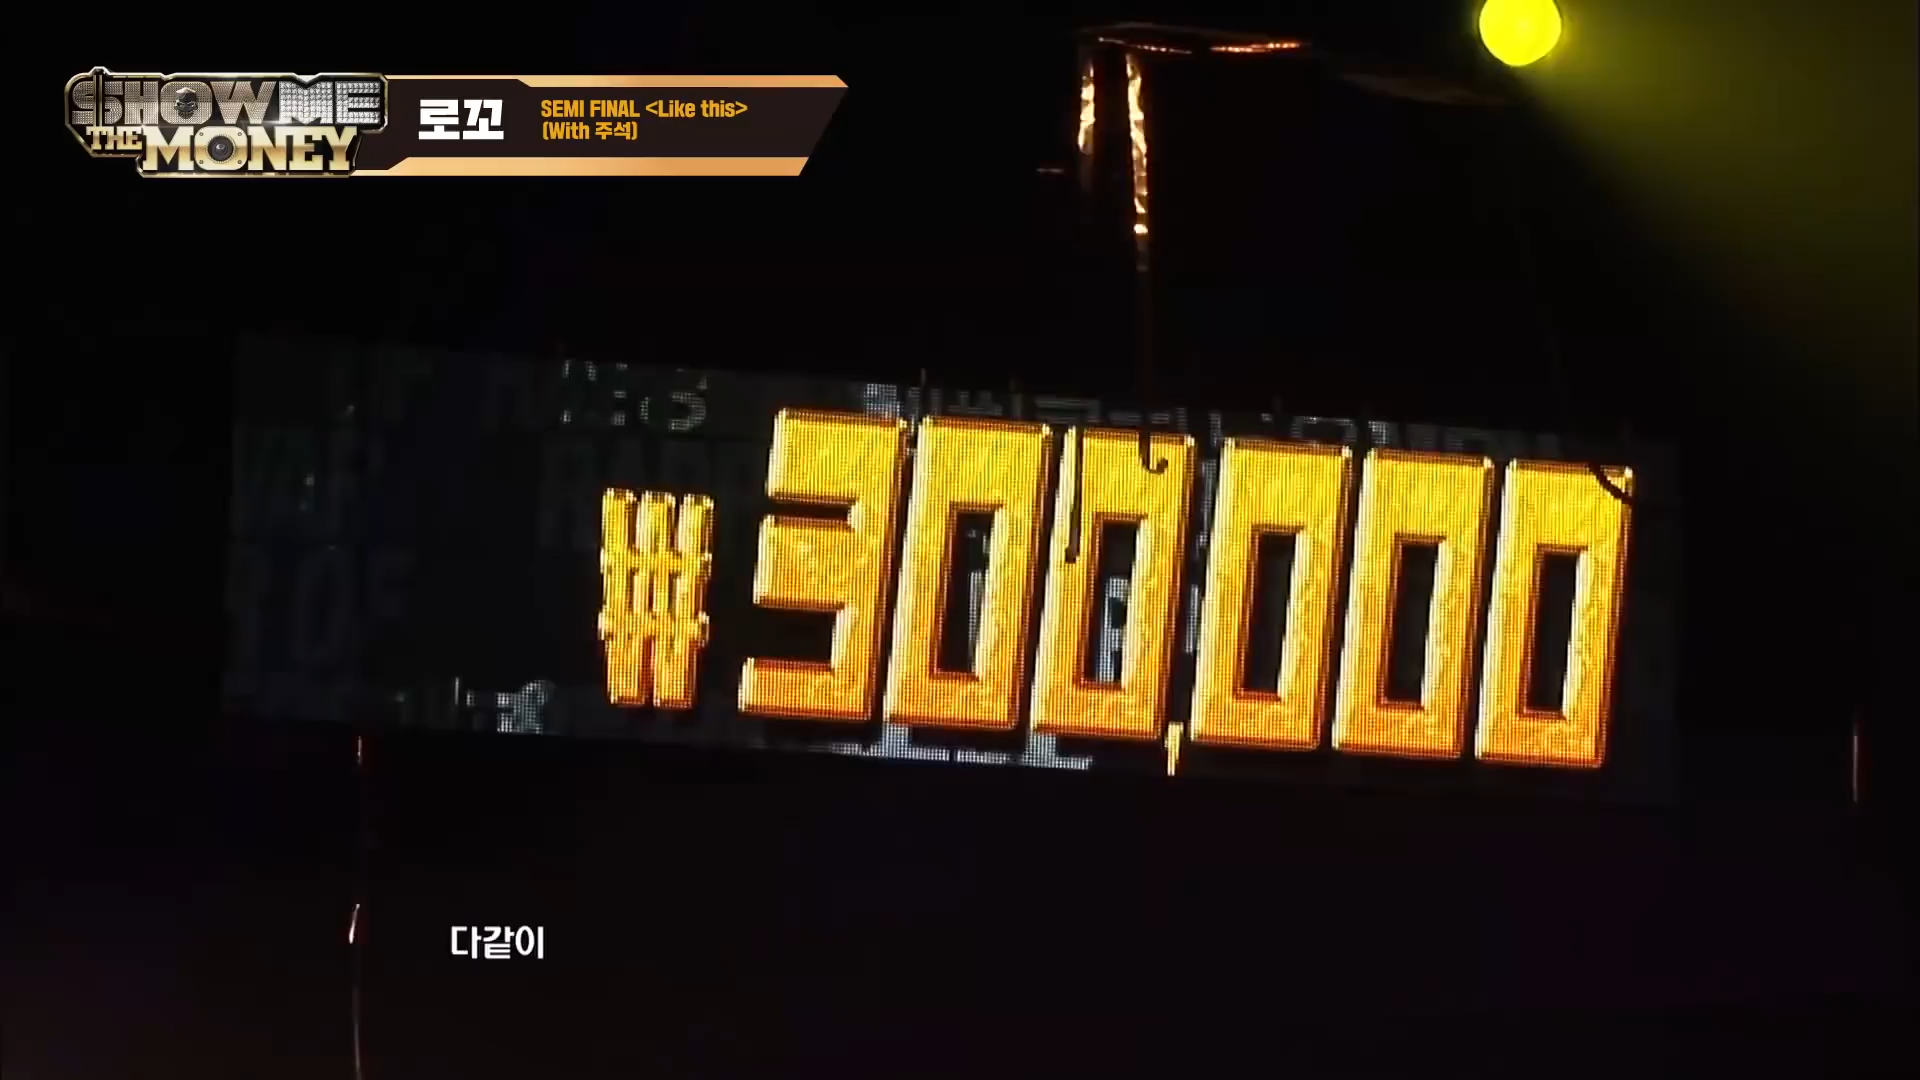 SHOW ME
THE MONEY
로꼬
SEMI FINAL <Like this>
(With 주석)
₩300,000
다같이